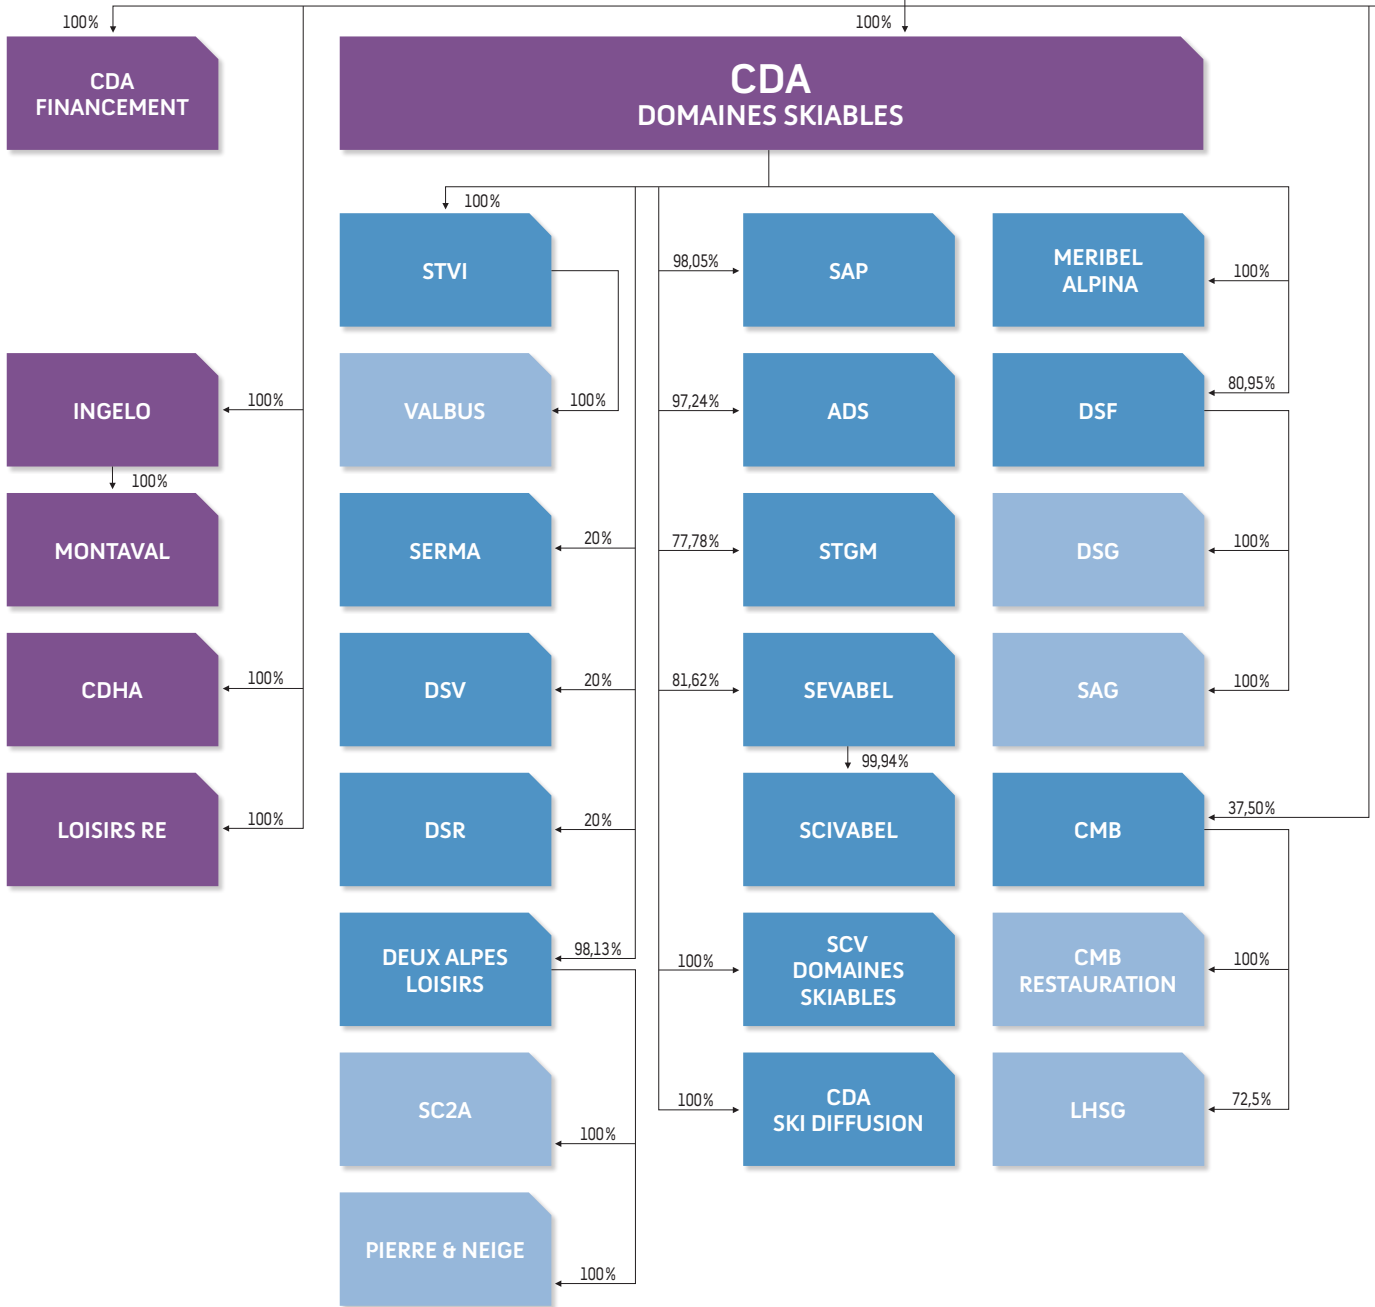 100%
100%
CDA
FINANCEMENT
CDA
DOMAINES SKIABLES
100%
STVI
98,05%
SAP
MERIBEL
ALPINA
100%
INGELO
100%
VALBUS
100%
97,24%
ADS
80,95%
DSF
100%
MONTAVAL
SERMA
20%
77,78%
STGM
DSG
100%
CDHA
100%
DSV
20%
81,62%
SEVABEL
SAG
100%
99,94%
LOISIRS RE
100%
DSR
20%
SCIVABEL
CMB
37,50%
DEUX ALPES
LOISIRS
98,13%
100%
SCV
DOMAINES
SKIABLES
CMB
RESTAURATION
100%
SC2A
100%
100%
CDA
SKI DIFFUSION
LHSG
72,5%
PIERRE & NEIGE
100%